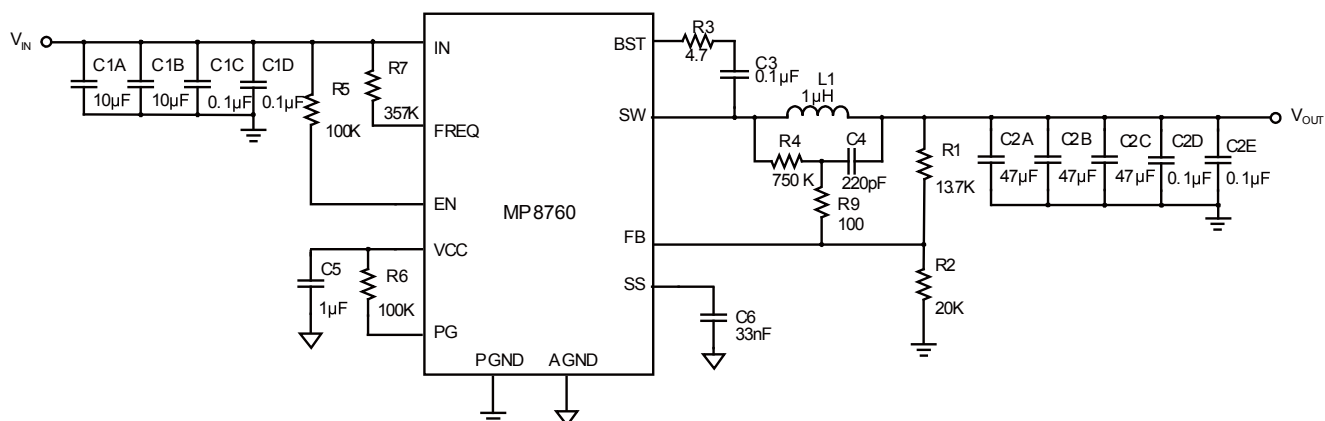 V_IN
C1A
10µF
C1B
10µF
C1C
0.1µF
C1D
0.1µF
R5
100K
R7
357K
IN
FREQ
EN
VCC
PG
C5
1µF
R6
100K
MP8760
PGND
AGND
BST
SW
FB
SS
R3
4.7
C3
0.1µF
L1
1µH
R4
750 K
C4
220pF
R9
100
R1
13.7K
R2
20K
C6
33nF
C2A
47µF
C2B
47µF
C2C
47µF
C2D
0.1µF
C2E
0.1µF
V_OUT